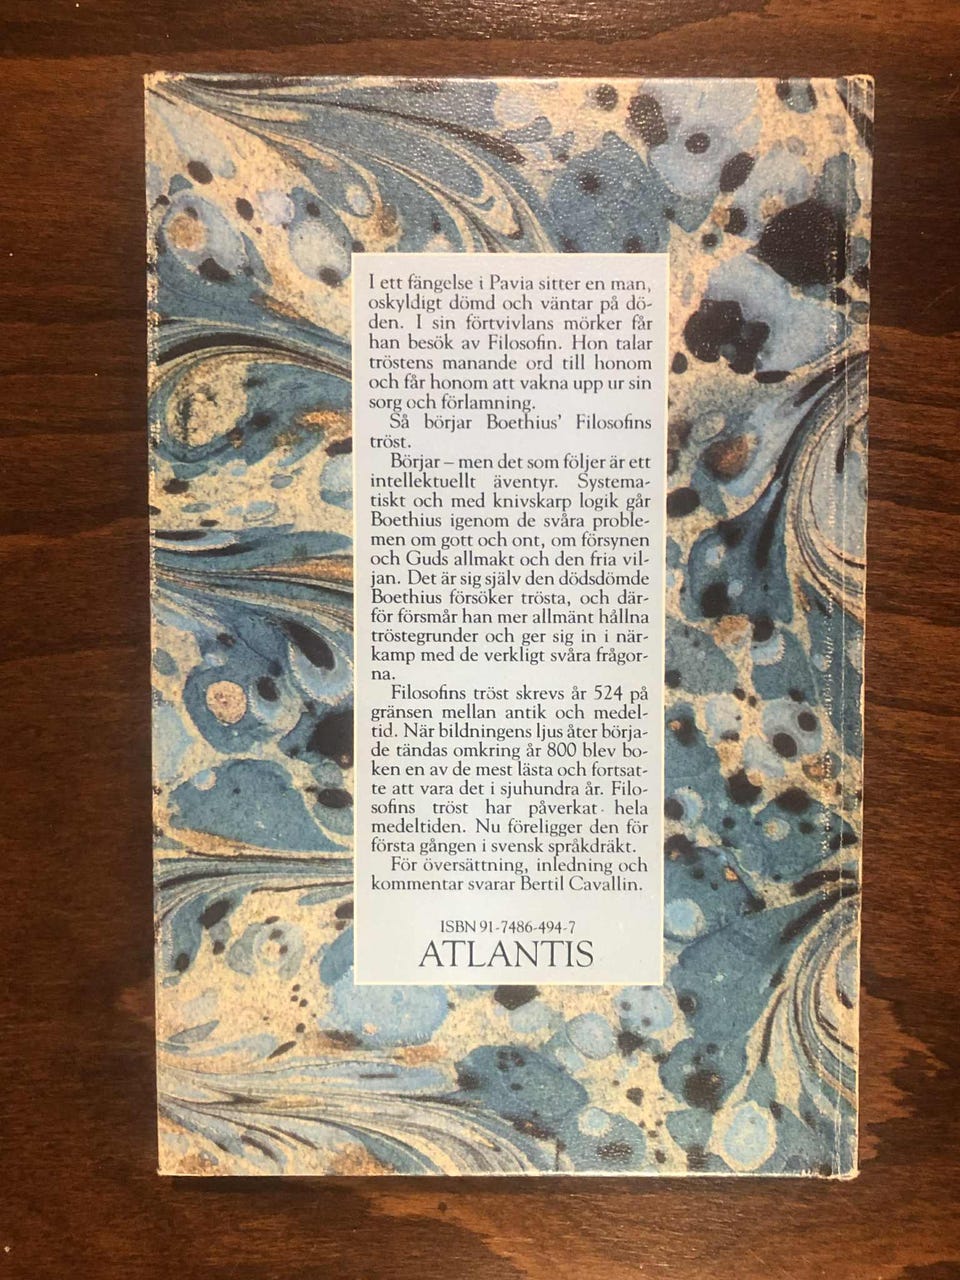 I ett fängelse i Pavia sitter en man,
oskyldigt dömd och väntar på dö-
den. I sin förtvivlans mörker får
han besök av Filosofin. Hon talar
tröstens manande ord till honom
och får honom att vakna upp ur sin
sorg och förlamning.
Så börjar Boethius’ Filosofins
tröst.
Börjar – men det som följer är ett
intellektuellt äventyr. Systema-
tiskt och med knivskarp logik går
Boethius igenom de svåra proble-
men om gott och ont, om försynen
och Guds allmakt och den fria vil-
jan. Det är sig själv den dödsdömde
Boethius försöker trösta, och där-
för försmår han mer allmänt hållna
tröstegrunder och ger sig in i när-
kamp med de verkligt svåra frågor-
na.
Filosofins tröst skrevs år 524 på
gränsen mellan antik och medel-
tid. När bildningens ljus åter börja-
de tändas omkring år 800 blev bo-
ken en av de mest lästa och fortsat-
te att vara det i sjuhundra år. Filo-
sofins tröst har påverkat hela
medeltiden. Nu föreligger den för
första gången i svensk språkdräkt.
För översättning, inledning och
kommentar svarar Bertil Cavallin.
ISBN 91-7486-494-7
ATLANTIS